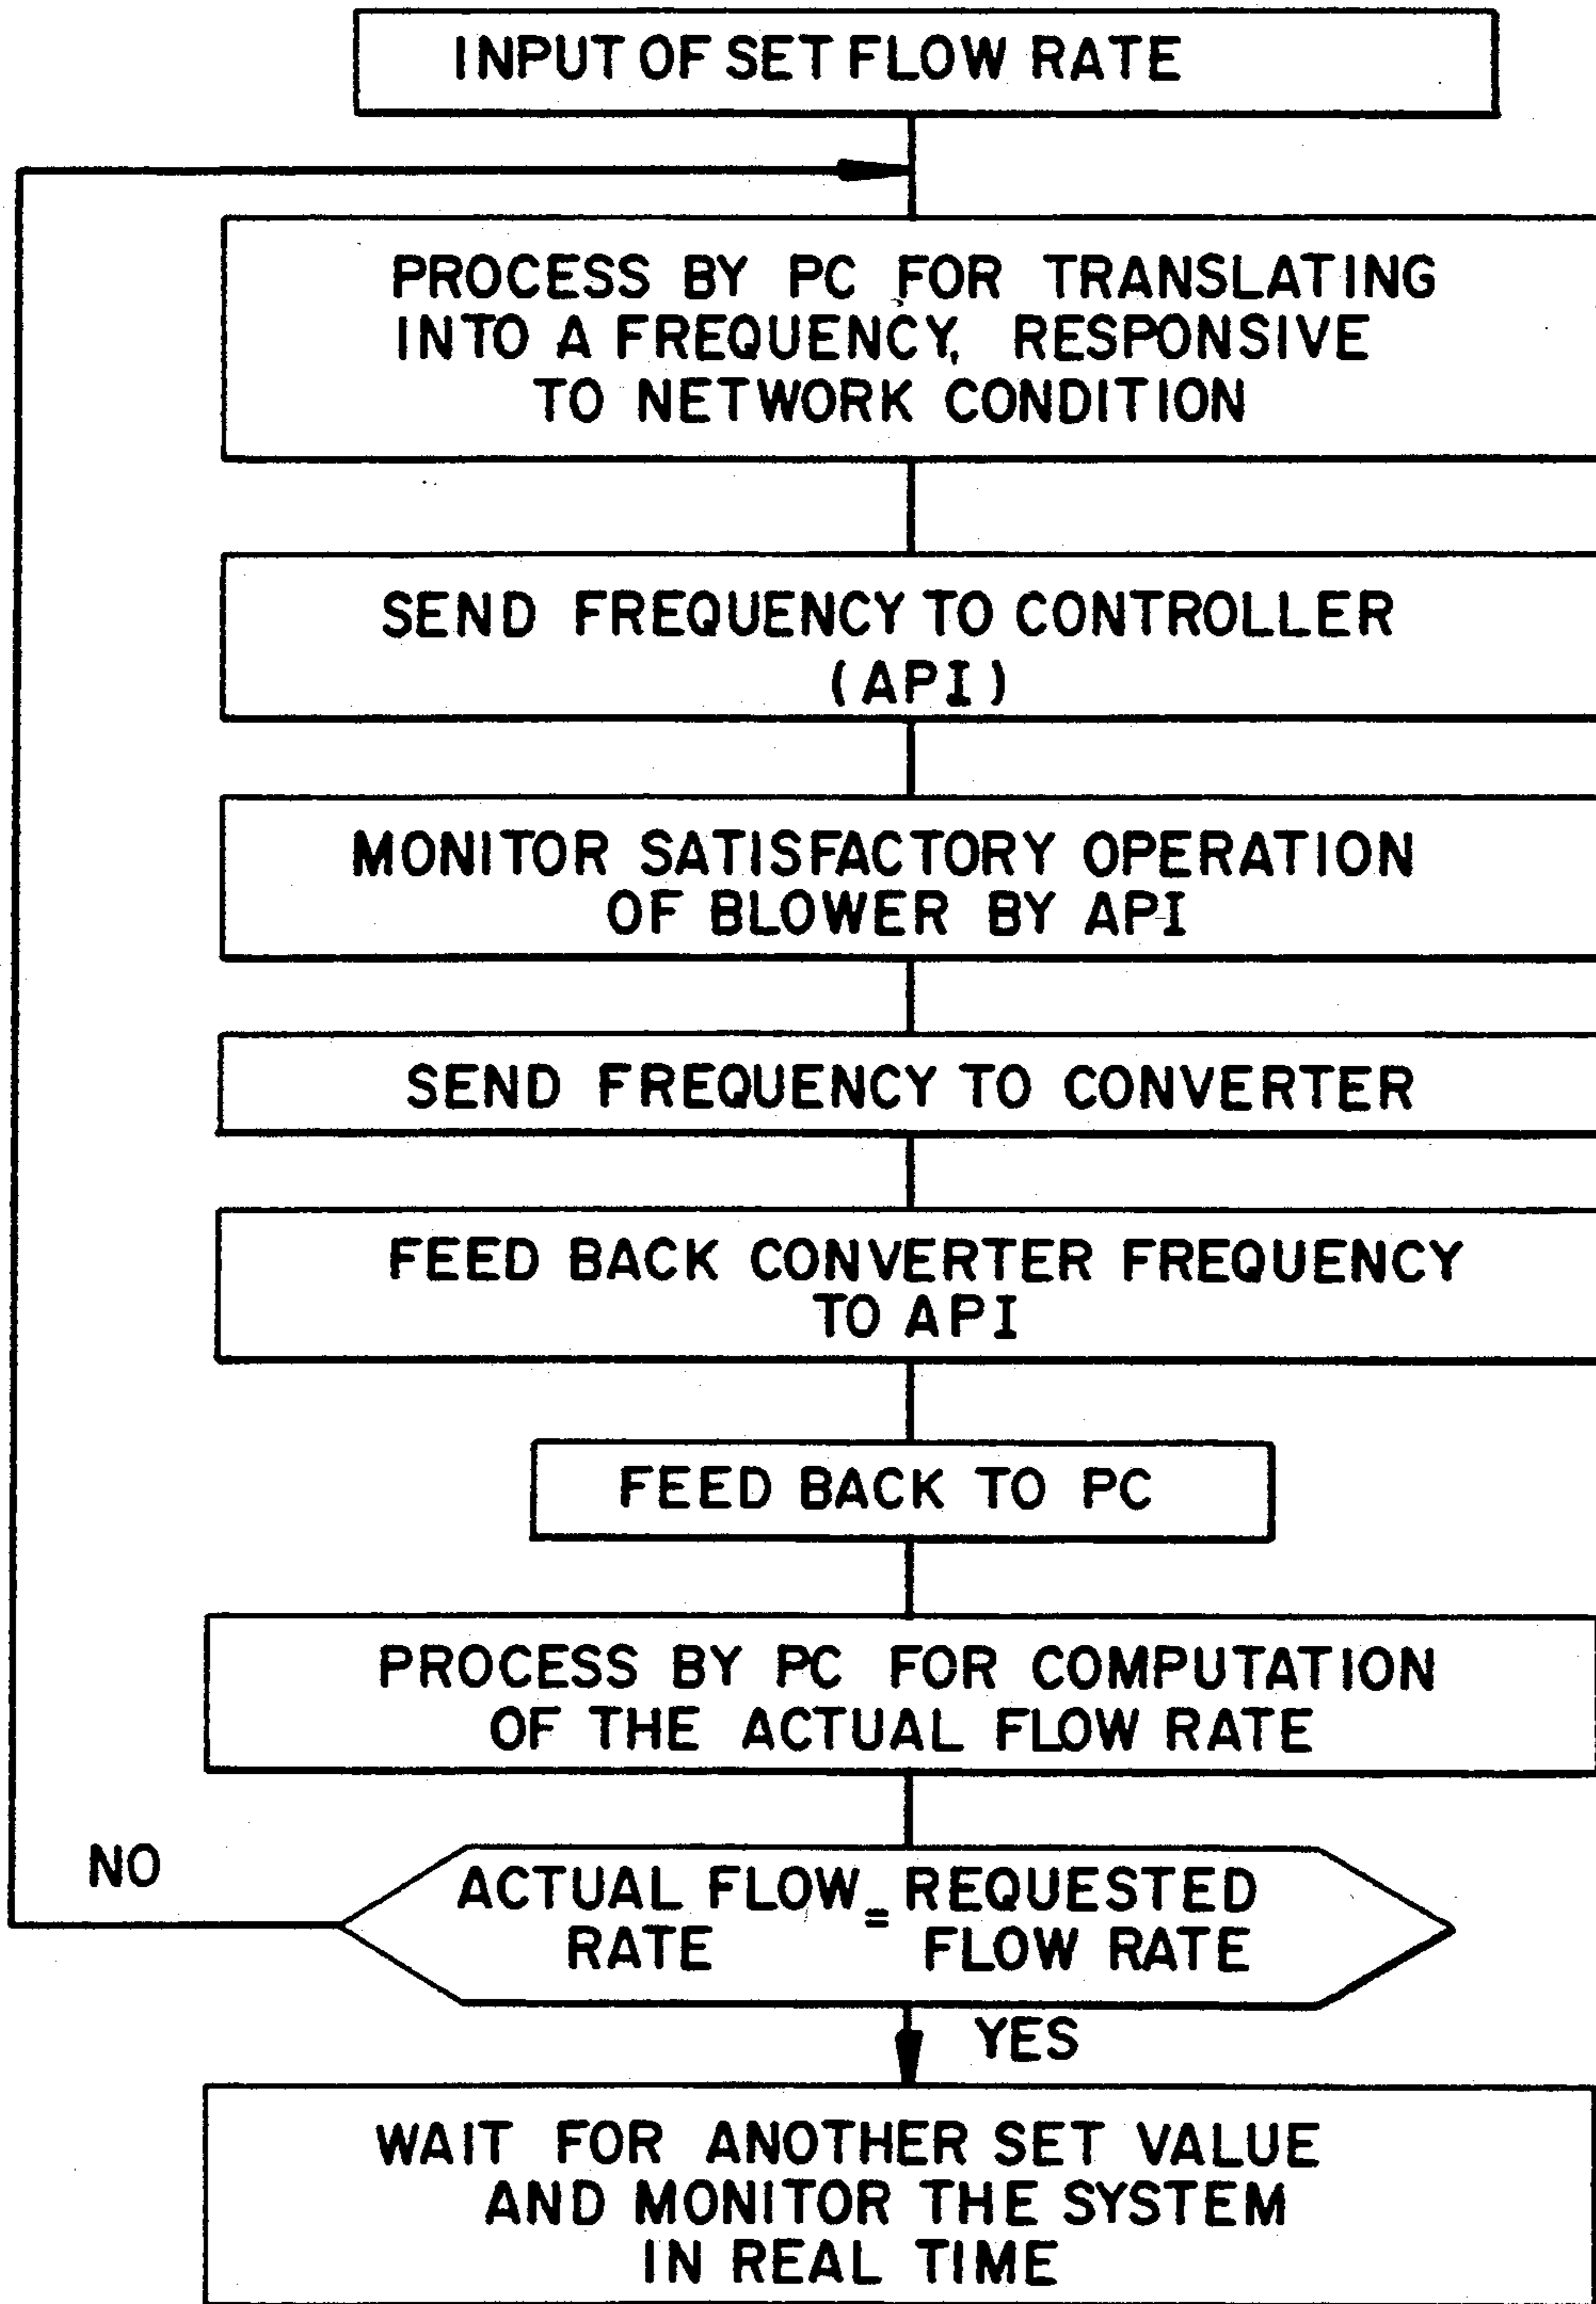 INPUT OF SET FLOW RATE
PROCESS BY PC FOR TRANSLATING
INTO A FREQUENCY, RESPONSIVE
TO NETWORK CONDITION
SEND FREQUENCY TO CONTROLLER
(API)
MONITOR SATISFACTORY OPERATION
OF BLOWER BY API
SEND FREQUENCY TO CONVERTER
FEED BACK CONVERTER FREQUENCY
TO API
FEED BACK TO PC
PROCESS BY PC FOR COMPUTATION
OF THE ACTUAL FLOW RATE
NO
ACTUAL FLOW = REQUESTED
RATE FLOW RATE
YES
WAIT FOR ANOTHER SET VALUE
AND MONITOR THE SYSTEM
IN REAL TIME